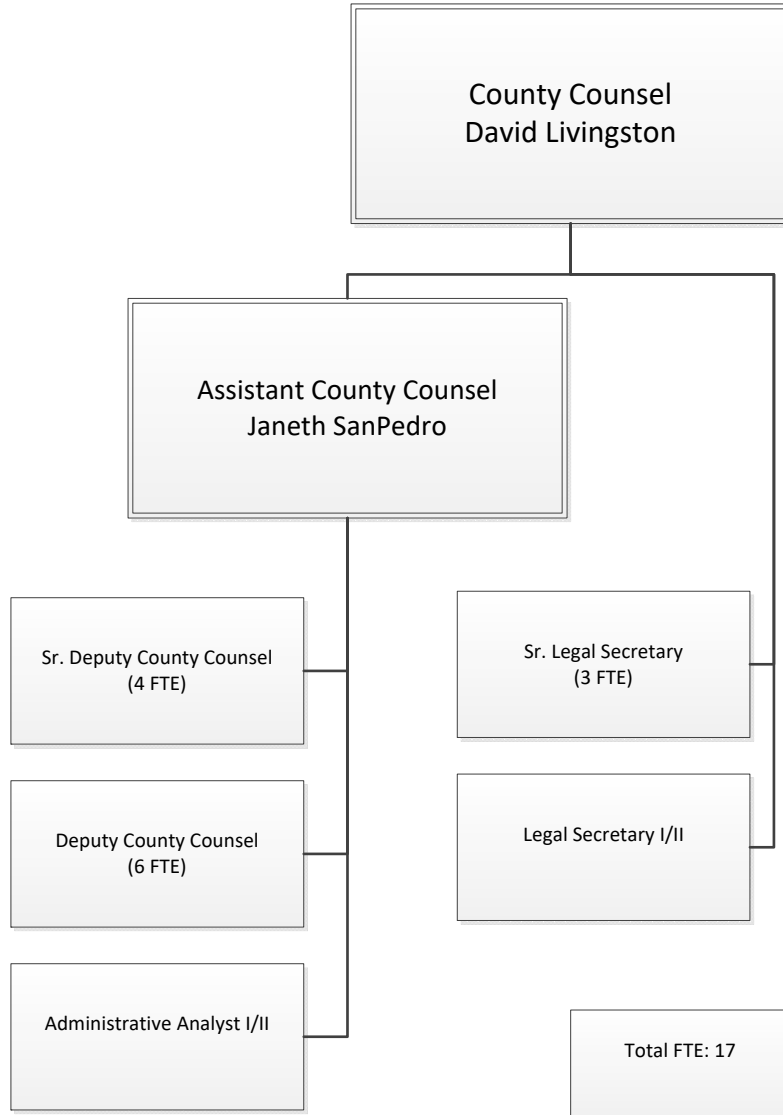 County Counsel
David Livingston
Assistant County Counsel
Janeth SanPedro
Sr. Deputy County Counsel
(4 FTE)
Sr. Legal Secretary
(3 FTE)
Deputy County Counsel
(6 FTE)
Legal Secretary I/II
Administrative Analyst I/II
Total FTE: 17